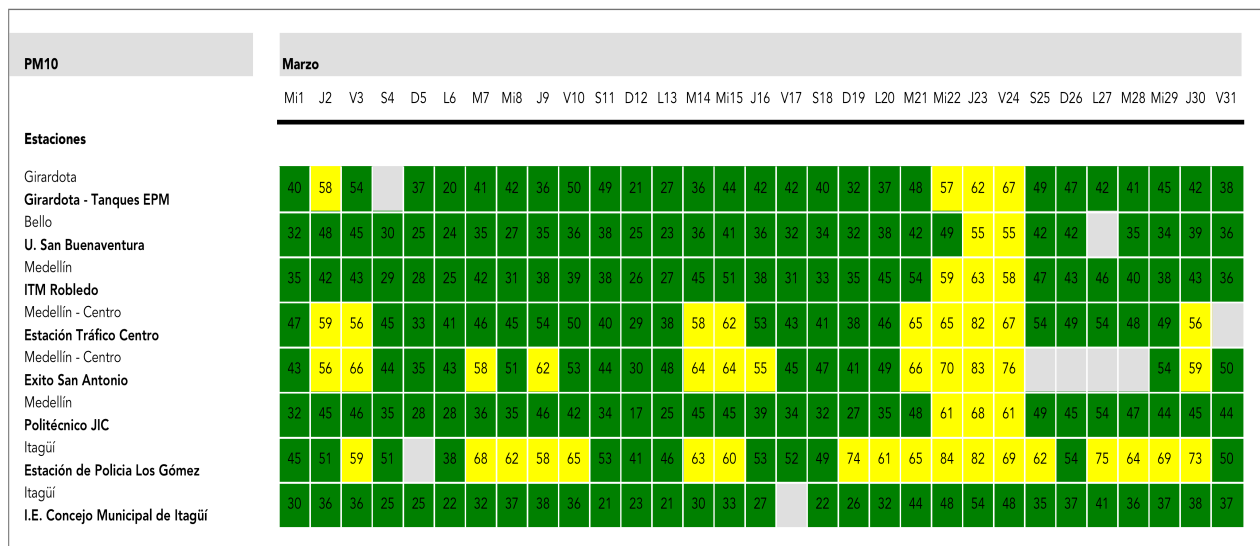 PM10 Marzo
Mi1 J2 V3 S4 D5 L6 M7 Mi8 J9 V10 S11 D12 L13 M14 Mi15 J16 V17 S18 D19 L20 M21 Mi22 J23 V24 S25 D26 L27 M28 Mi29 J30 V31
Estaciones
Girardota
Girardota - Tanques EPM
40 58 54 37 20 41 42 36 50 49 21 27 36 44 42 42 40 32 37 48 57 62 67 49 47 42 41 45 42 38
Bello
U. San Buenaventura
32 48 45 30 25 24 35 27 35 36 38 25 23 36 41 36 32 34 32 38 42 49 55 55 42 42 35 34 39 36
Medellín
ITM Robledo
35 42 43 29 28 25 42 31 38 39 38 26 27 45 51 38 31 33 35 45 54 59 63 58 47 43 46 40 38 43 36
Medellín - Centro
Estación Tráfico Centro
47 59 56 45 33 41 46 45 54 50 40 29 38 58 62 53 43 41 38 46 65 65 82 67 54 49 54 48 49 56
Medellín - Centro
Exito San Antonio
43 56 66 44 35 43 58 51 62 53 44 30 48 64 64 55 45 47 41 49 66 70 83 76 54 59 50
Medellín
Politécnico JIC
32 45 46 35 28 28 36 35 46 42 34 17 25 45 45 39 34 32 27 35 48 61 68 61 49 45 54 47 44 45 44
Itagüí
Estación de Policia Los Gómez
45 51 59 51 38 68 62 58 65 53 41 46 63 60 53 52 49 74 61 65 84 82 69 62 54 75 64 69 73 50
Itagüí
I.E. Concejo Municipal de Itagüí
30 36 36 25 25 22 32 37 38 36 21 23 21 30 33 27 22 26 32 44 48 54 48 35 37 41 36 37 38 37